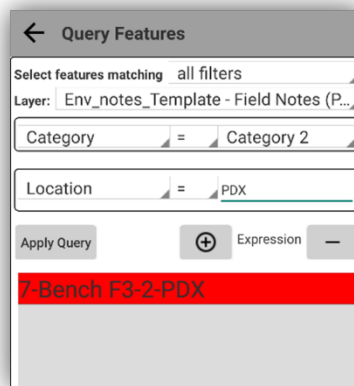 Query Features
Select features matching all filters
Layer: Env_notes_Template - Field Notes (P...
Category = Category 2
Location = PDX
Apply Query Expression
7-Bench F3-2-PDX